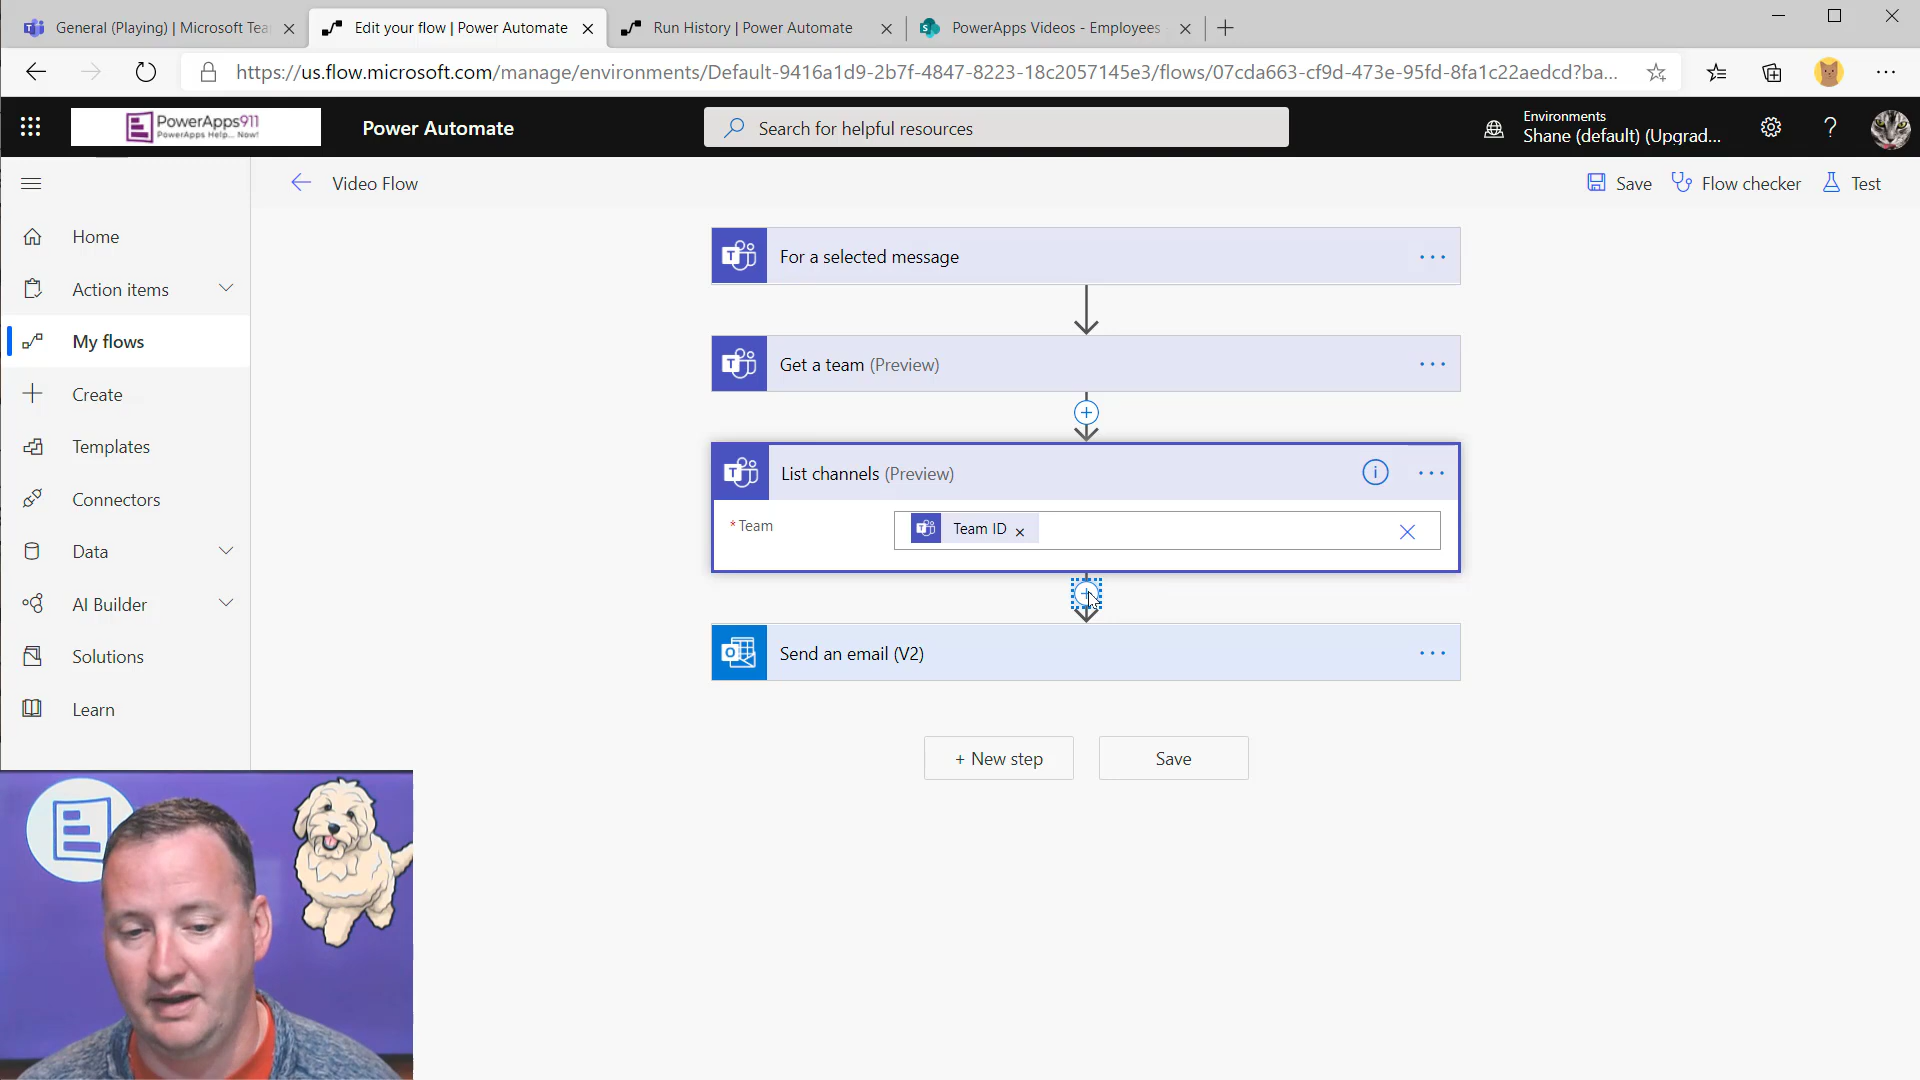 General (Playing) | Microsoft Tea
Edit your flow | Power Automate
Run History | Power Automate
PowerApps Videos - Employees
https://us.flow.microsoft.com/manage/environments/Default-9416a1d9-2b7f-4847-8223-18c2057145e3/flows/07cda663-cf9d-473e-95fd-8fa1c22aedcd?ba...
PowerApps911
PowerApps Help... Now!
Power Automate
Search for helpful resources
Environments
Shane (default) (Upgrad...
Video Flow
Save
Flow checker
Test
Home
Action items
My flows
Create
Templates
Connectors
Data
AI Builder
Solutions
Learn
For a selected message
Get a team (Preview)
List channels (Preview)
* Team
Team ID
Send an email (V2)
+ New step
Save